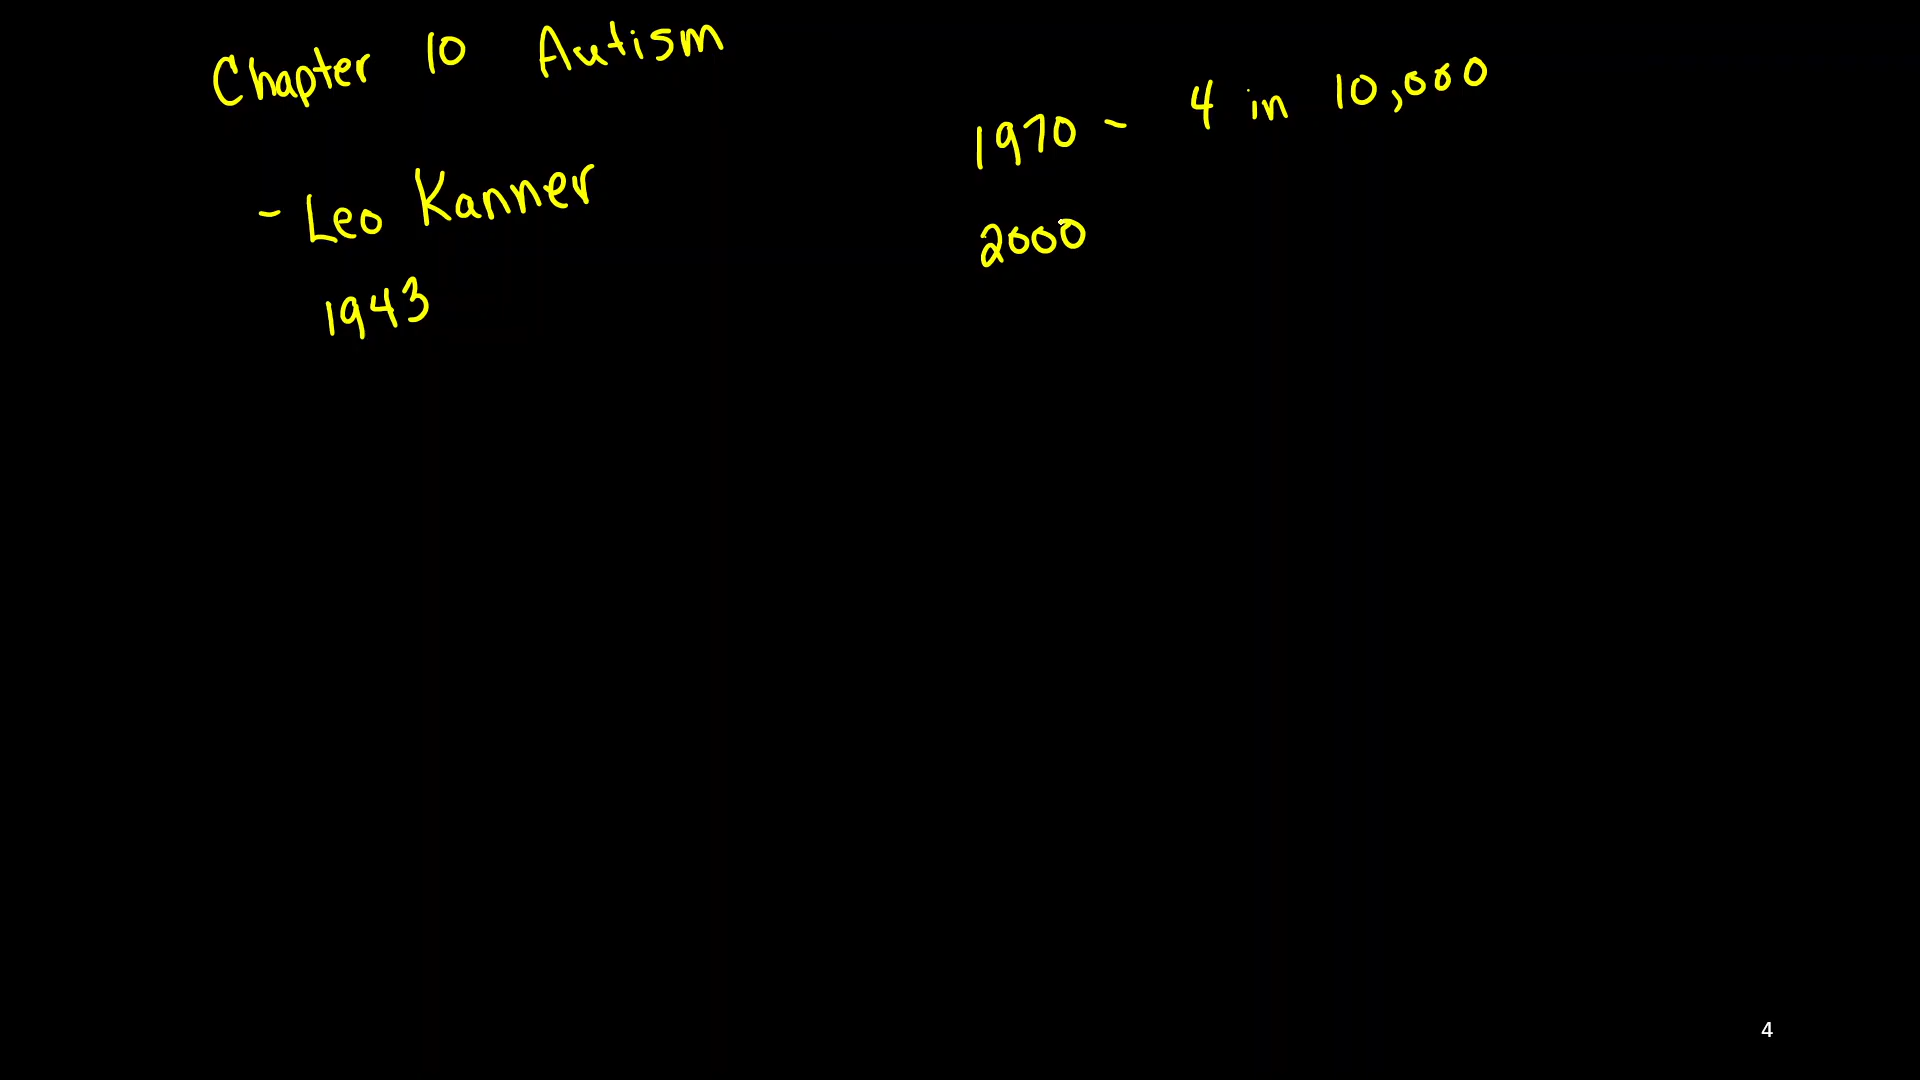 Chapter 10 Autism
- Leo Kanner
1943
1970 - 4 in 10,000
2000
4